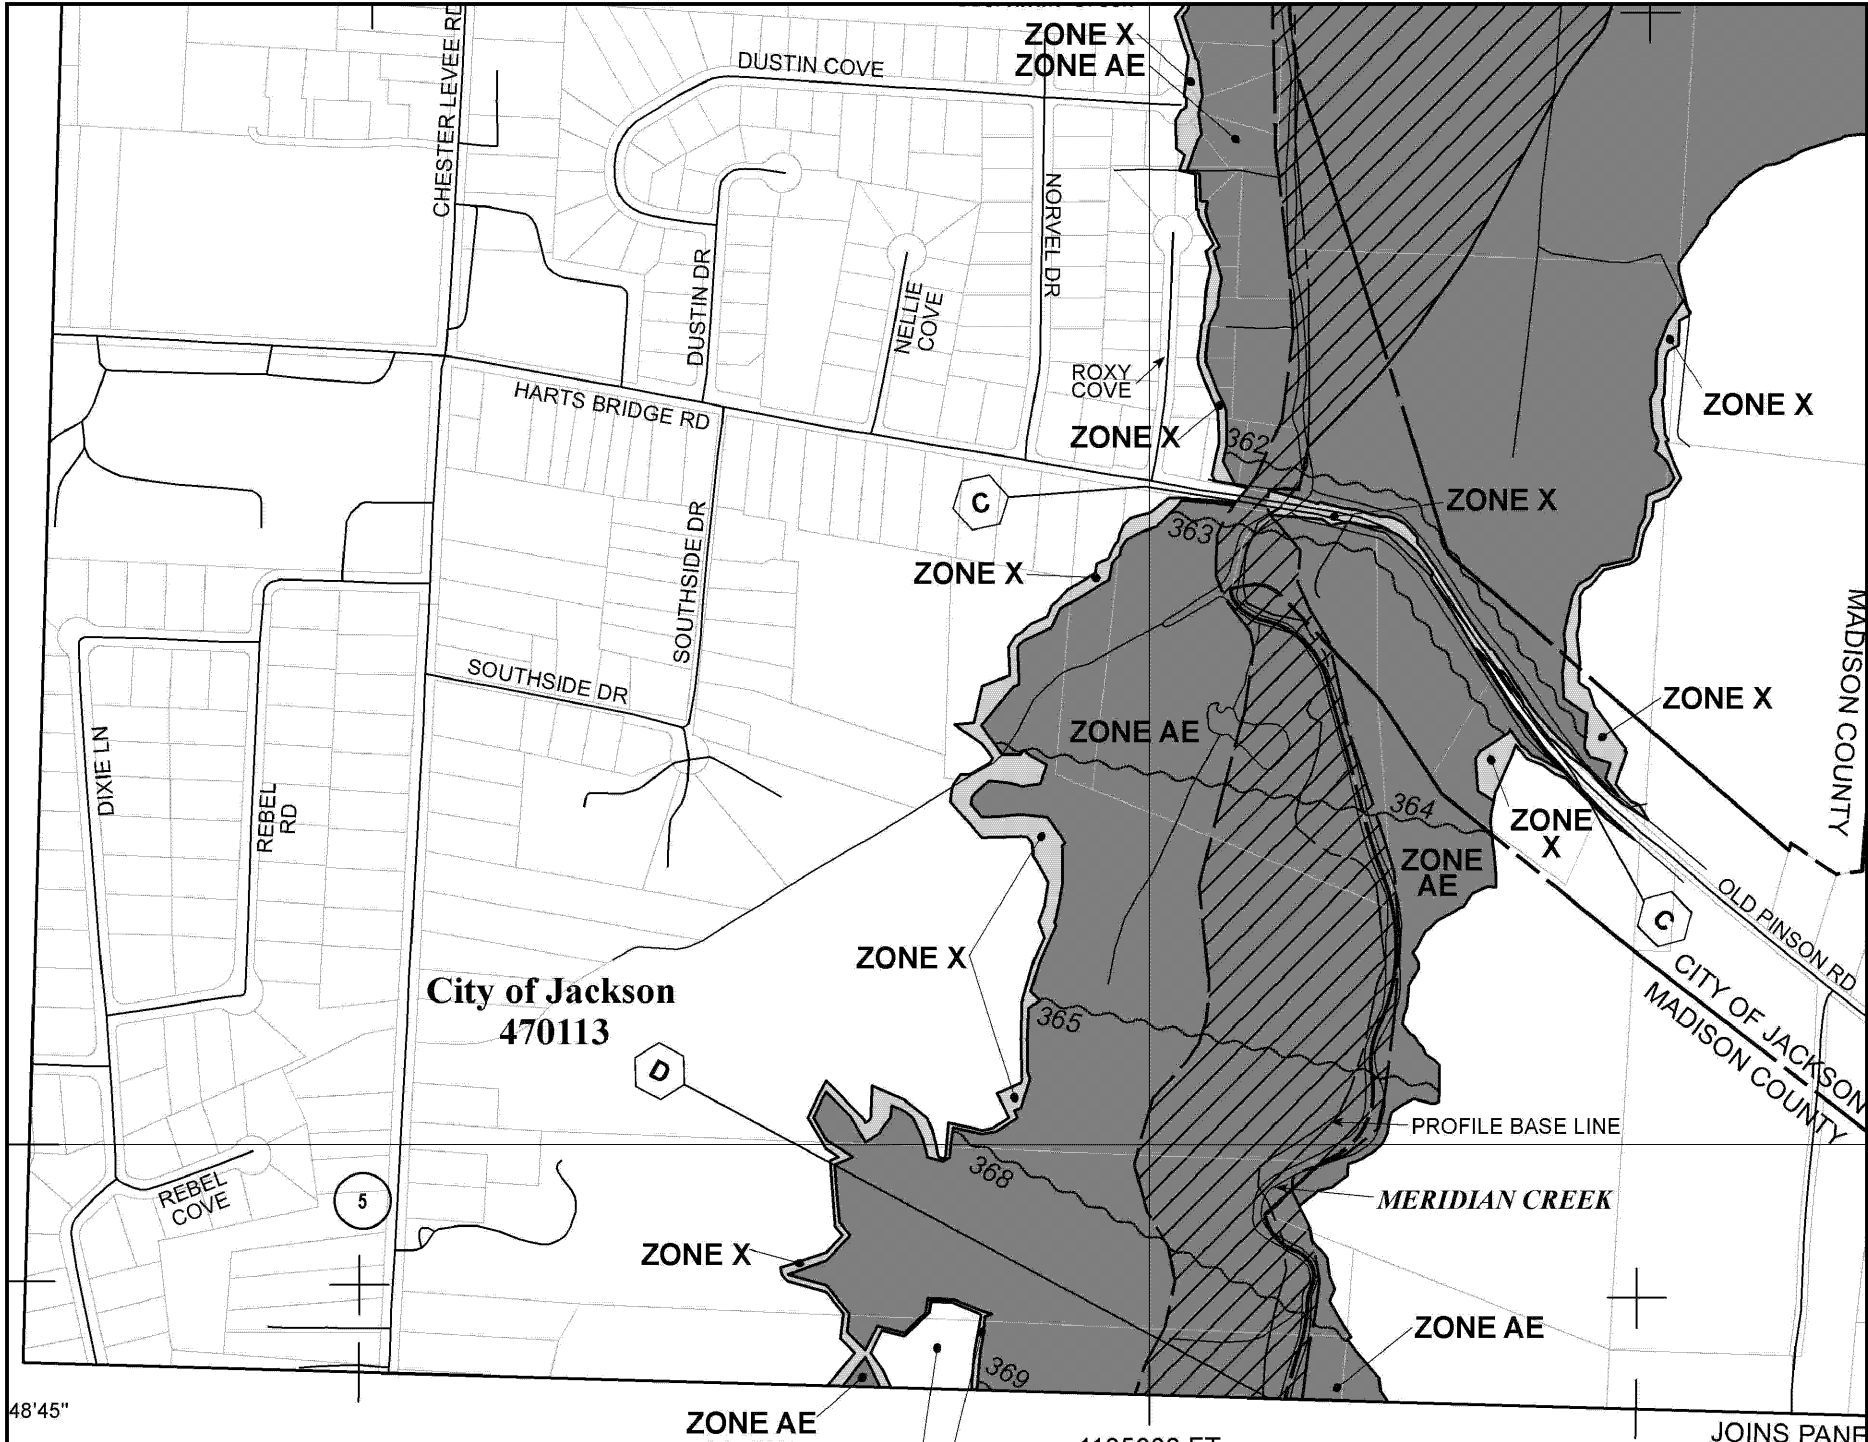 ZONE X
ZONE AE
DUSTIN COVE
CHESTER LEVEE RD
NORVEL DR
DUSTIN DR
NELLIE
COVE
ROXY
COVE
HARTS BRIDGE RD
ZONE X
ZONE X
362
C
ZONE X
363
ZONE X
SOUTHSIDE DR
SOUTHSIDE DR
MADISON COUNTY
ZONE X
ZONE AE
DIXIE LN
REBEL
RD
364
ZONE
X
ZONE
AE
C
OLD PINSON RD
ZONE X
CITY OF JACKSON
MADISON COUNTY
City of Jackson
470113
365
D
PROFILE BASE LINE
368
REBEL
COVE
5
MERIDIAN CREEK
ZONE X
ZONE AE
369
48'45"
ZONE AE
JOINS PANE